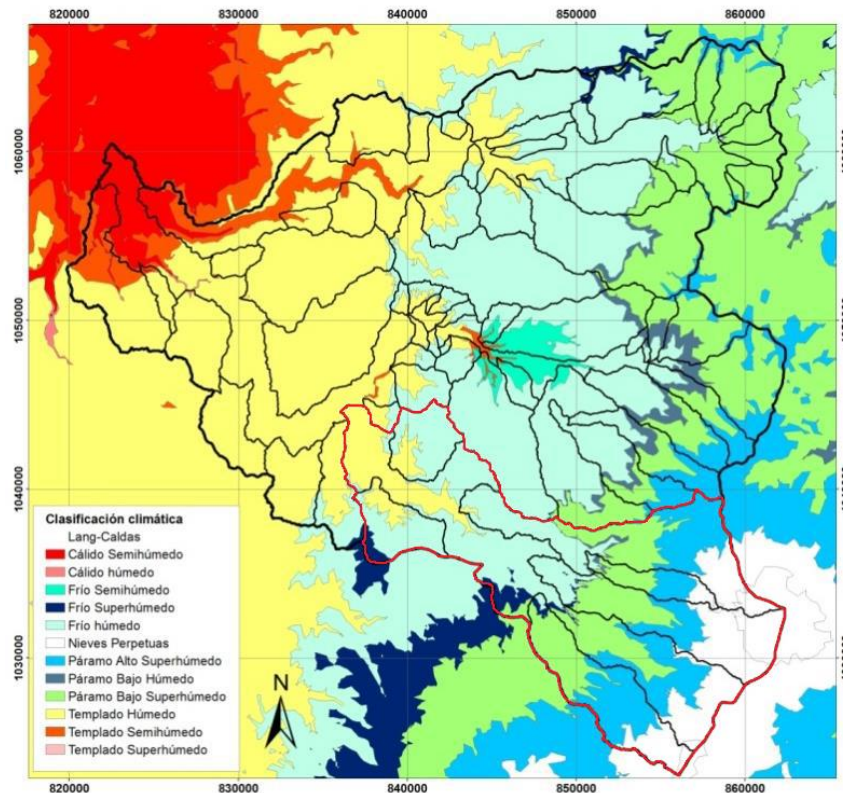 820000 830000 840000 850000 860000
1060000
1050000
1040000
Clasificación climática
Lang-Caldas
Cálido Semihúmedo
Cálido húmedo
Frío Semihúmedo
Frío Superhúmedo
Frío húmedo
Nieves Perpetuas
Páramo Alto Superhúmedo
Páramo Bajo Húmedo
Páramo Bajo Superhúmedo
Templado Húmedo
Templado Semihúmedo
Templado Superhúmedo
1030000
N
820000 830000 840000 850000 860000